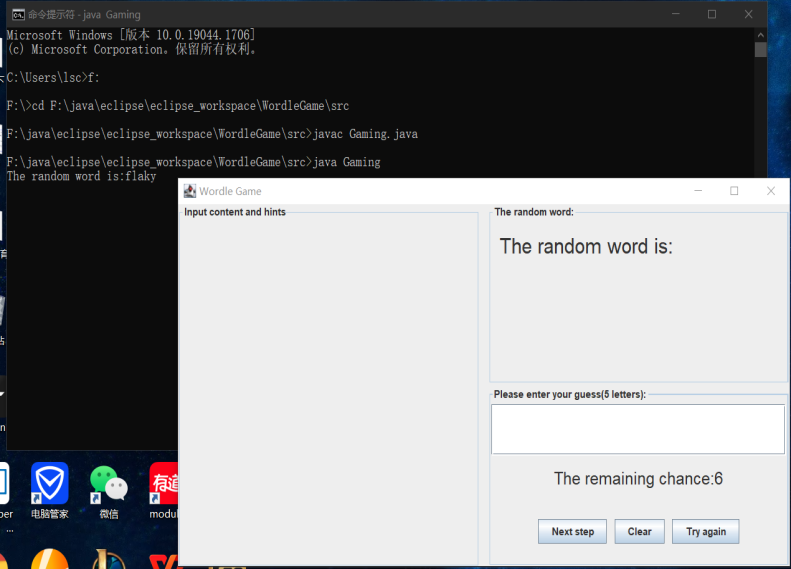 命令提示符 - java  Gaming
Microsoft Windows [版本 10.0.19044.1706]
(c) Microsoft Corporation。保留所有权利。
C:\Users\lsc>f:
F:\>cd F:\java\eclipse\eclipse_workspace\WordleGame\src
F:\java\eclipse\eclipse_workspace\WordleGame\src>javac Gaming.java
F:\java\eclipse\eclipse_workspace\WordleGame\src>java Gaming
The random word is:flaky
Wordle Game
Input content and hints
The random word:
The random word is:
Please enter your guess(5 letters):
The remaining chance:6
Next step
Clear
Try again
有道
电脑管家
微信
modul